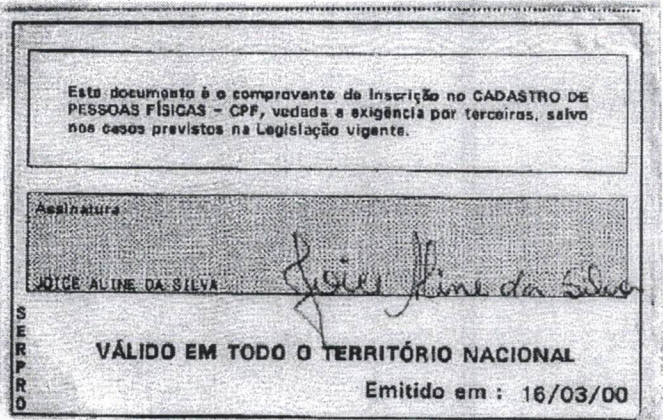 Este documento é o comprovante de inscrição no CADASTRO DE
PESSOAS FÍSICAS - CPF, vedada a exigência por terceiros, salvo
nos casos previstos na Legislação vigente.
Assinatura
JOICE ALINE DA SILVA
Joice Aline da Silva
SERPRO
VÁLIDO EM TODO O TERRITÓRIO NACIONAL
Emitido em : 16/03/00